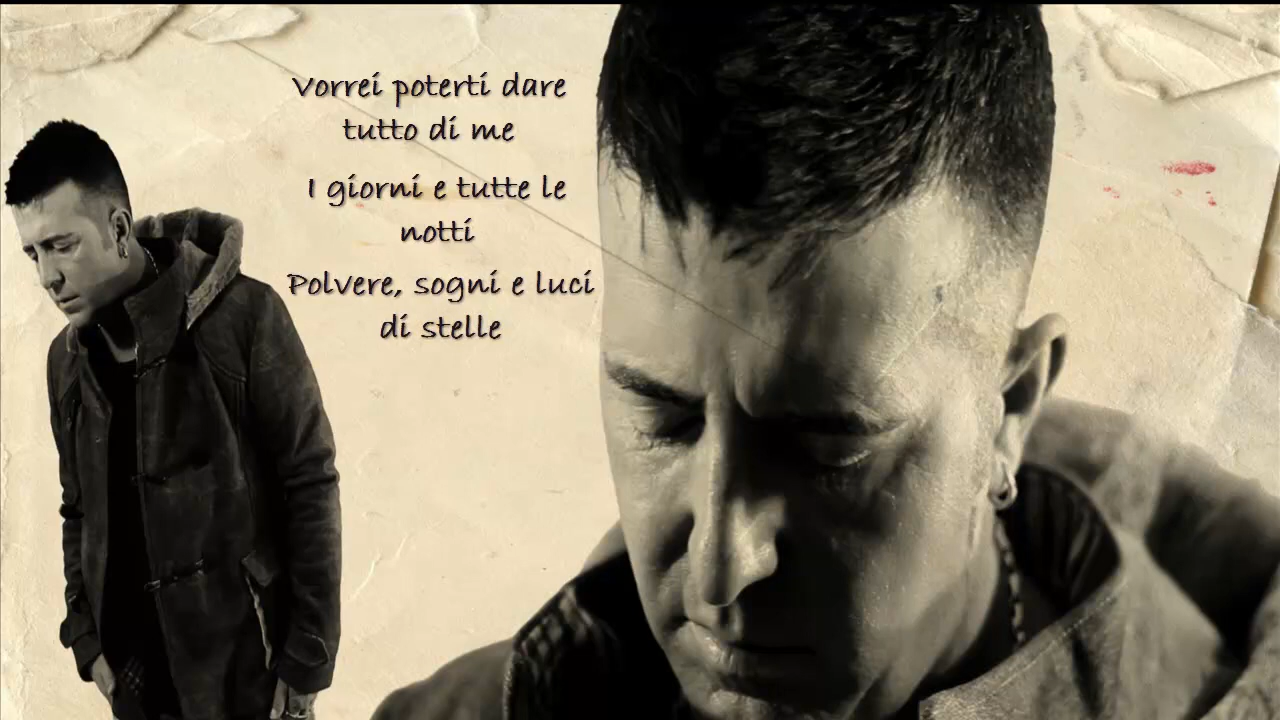 Vorrei poterti dare
tutto di me
I giorni e tutte le
notti
Polvere, sogni e luci
di stelle